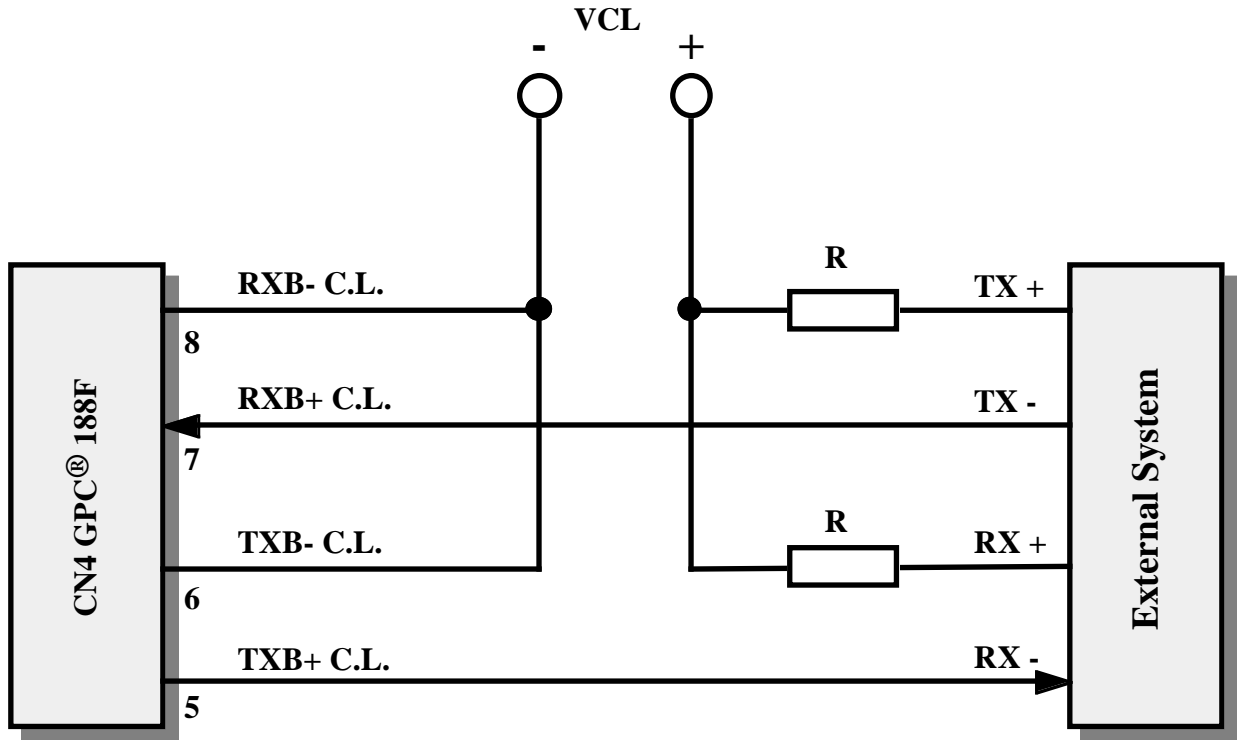 VCL
- +
R
RXB- C.L.
TX +
8
RXB+ C.L.
TX -
7
CN4 GPC® 188F
External System
R
TXB- C.L.
RX +
6
TXB+ C.L.
RX -
5